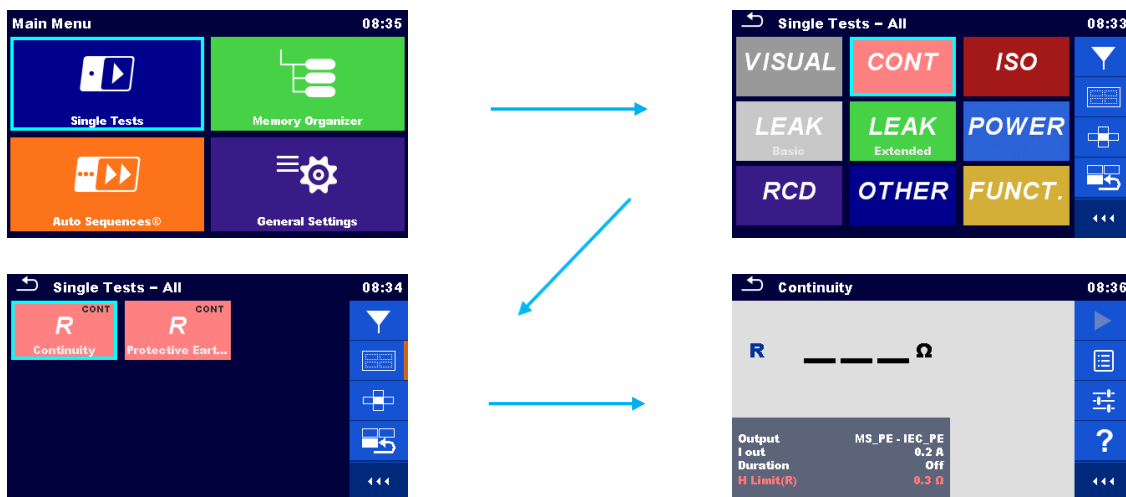 Main Menu 08:35
Single Tests
Memory Organizer
Auto Sequences®
General Settings
Single Tests – All 08:33
VISUAL
CONT
ISO
LEAK
Basic
LEAK
Extended
POWER
RCD
OTHER
FUNCT.
Single Tests – All 08:34
CONT
R
Continuity
CONT
R
Protective Eart...
Continuity 08:36
R ___ Ω
Output MS_PE - IEC_PE
I out 0.2 A
Duration Off
H Limit(R) 0.3 Ω
?